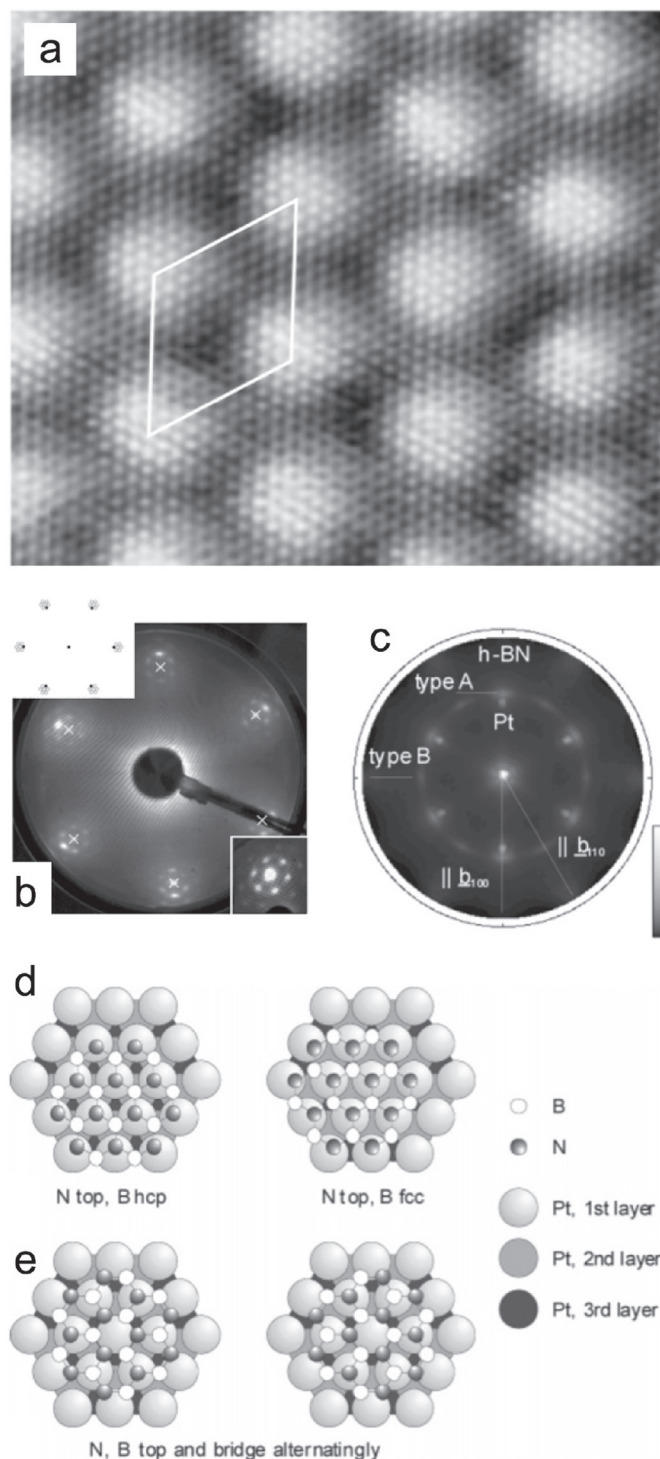 a
b
c
h-BN
type A
Pt
type B
|| b110
|| b100
d
N top, B hcp
N top, B fcc
B
N
Pt, 1st layer
Pt, 2nd layer
Pt, 3rd layer
e
N, B top and bridge alternatingly